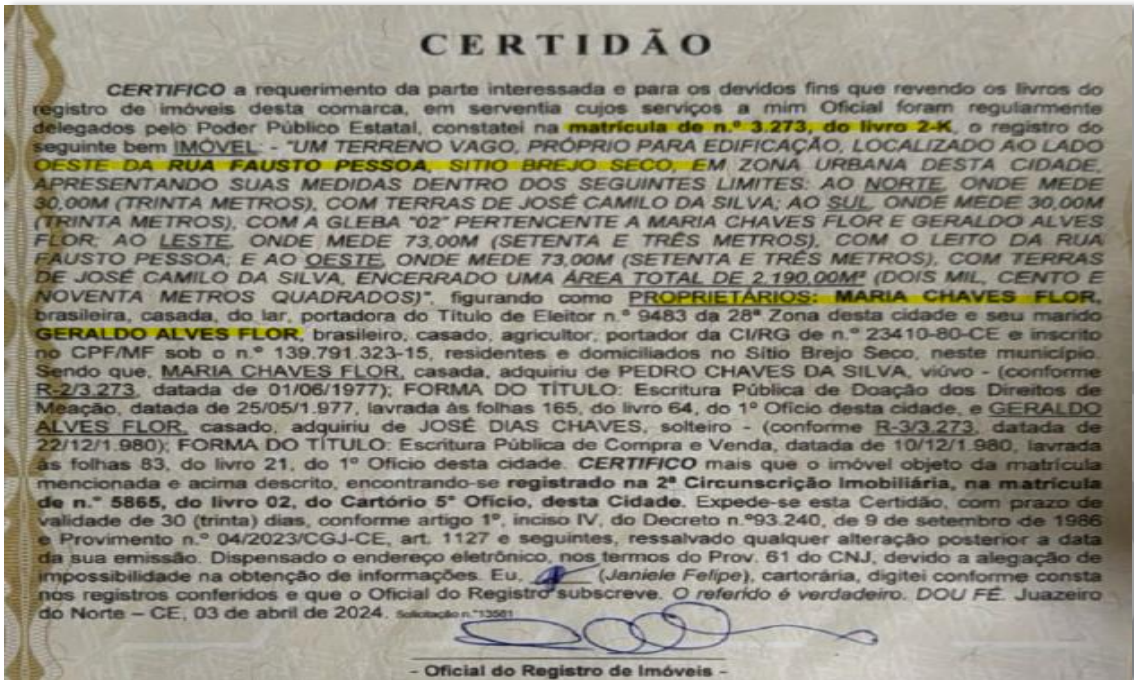 CERTIDÃO
CERTIFICO a requerimento da parte interessada e para os devidos fins que revendo os livros do
registro de imóveis desta comarca, em serventia cujos serviços a mim Oficial foram regularmente
delegados pelo Poder Público Estatal, constatei na matrícula de n.º 3.273, do livro 2-K, o registro do
seguinte bem IMÓVEL: - "UM TERRENO VAGO, PRÓPRIO PARA EDIFICAÇÃO, LOCALIZADO AO LADO
OESTE DA RUA FAUSTO PESSOA, SITIO BREJO SECO, EM ZONA URBANA DESTA CIDADE,
APRESENTANDO SUAS MEDIDAS DENTRO DOS SEGUINTES LIMITES: AO NORTE, ONDE MEDE
30,00M (TRINTA METROS), COM TERRAS DE JOSÉ CAMILO DA SILVA; AO SUL, ONDE MEDE 30,00M
(TRINTA METROS), COM A GLEBA "02" PERTENCENTE A MARIA CHAVES FLOR E GERALDO ALVES
FLOR; AO LESTE, ONDE MEDE 73,00M (SETENTA E TRÊS METROS), COM O LEITO DA RUA
FAUSTO PESSOA; E AO OESTE, ONDE MEDE 73,00M (SETENTA E TRÊS METROS), COM TERRAS
DE JOSÉ CAMILO DA SILVA, ENCERRADO UMA ÁREA TOTAL DE 2.190,00M² (DOIS MIL, CENTO E
NOVENTA METROS QUADRADOS)". figurando como PROPRIETÁRIOS: MARIA CHAVES FLOR,
brasileira, casada, do lar, portadora do Título de Eleitor n.º 9483 da 28ª Zona desta cidade e seu marido
GERALDO ALVES FLOR, brasileiro, casado, agricultor, portador da CI/RG de n.º 23410-80-CE e inscrito
no CPF/MF sob o n.º 139.791.323-15, residentes e domiciliados no Sítio Brejo Seco, neste município.
Sendo que, MARIA CHAVES FLOR, casada, adquiriu de PEDRO CHAVES DA SILVA, viúvo - (conforme
R-2/3.273, datada de 01/06/1977); FORMA DO TÍTULO: Escritura Pública de Doação dos Direitos de
Meação, datada de 25/05/1.977, lavrada às folhas 165, do livro 64, do 1º Ofício desta cidade, e GERALDO
ALVES FLOR, casado, adquiriu de JOSÉ DIAS CHAVES, solteiro - (conforme R-3/3.273, datada de
22/12/1.980); FORMA DO TÍTULO: Escritura Pública de Compra e Venda, datada de 10/12/1.980, lavrada
às folhas 83, do livro 21, do 1º Ofício desta cidade. CERTIFICO mais que o imóvel objeto da matrícula
mencionada e acima descrito, encontrando-se registrado na 2ª Circunscrição Imobiliária, na matrícula
de n.º 5865, do livro 02, do Cartório 5º Ofício, desta Cidade. Expede-se esta Certidão, com prazo de
validade de 30 (trinta) dias, conforme artigo 1º, inciso IV, do Decreto n.º93.240, de 9 de setembro de 1986
e Provimento n.º 04/2023/CGJ-CE, art. 1127 e seguintes, ressalvado qualquer alteração posterior a data
da sua emissão. Dispensado o endereço eletrônico, nos termos do Prov. 61 do CNJ, devido a alegação de
impossibilidade na obtenção de informações. Eu, (Janiele Felipe), cartorária, digitei conforme consta
nos registros conferidos e que o Oficial do Registro subscreve. O referido é verdadeiro. DOU FÉ. Juazeiro
do Norte – CE, 03 de abril de 2024. Solicitação n.º13561
- Oficial do Registro de Imóveis -